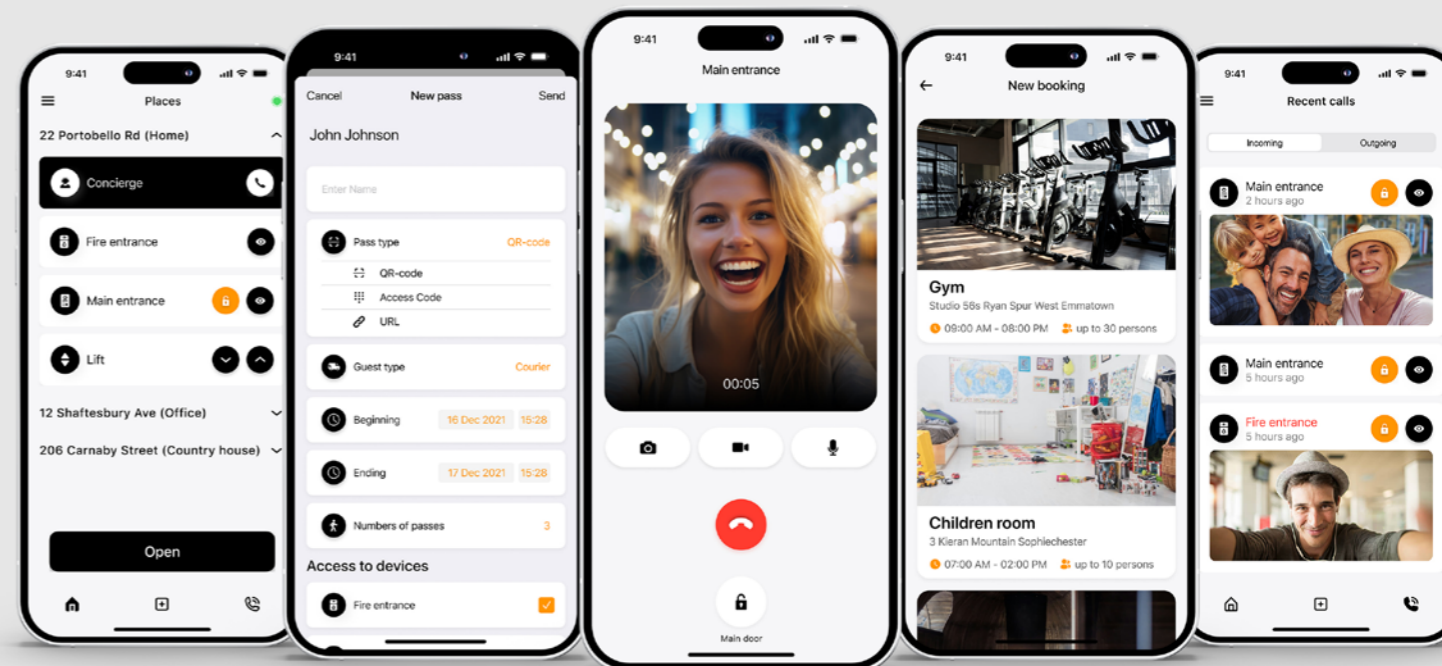 9:41
Places
22 Portobello Rd (Home)
Concierge
Fire entrance
Main entrance
Lift
12 Shaftesbury Ave (Office)
206 Carnaby Street (Country house)
Open
9:41
Cancel New pass Send
John Johnson
Enter Name
Pass type QR-code
QR-code
Access Code
URL
Guest type Courier
Beginning 16 Dec 2021 15:28
Ending 17 Dec 2021 15:28
Numbers of passes 3
Access to devices
Fire entrance
9:41
Main entrance
00:05
Main door
9:41
New booking
Gym
Studio 56s Ryan Spur West Emmatown
09:00 AM - 08:00 PM up to 30 persons
Children room
3 Kieran Mountain Sophiechester
07:00 AM - 02:00 PM up to 10 persons
9:41
Recent calls
Incoming Outgoing
Main entrance
2 hours ago
Main entrance
5 hours ago
Fire entrance
5 hours ago